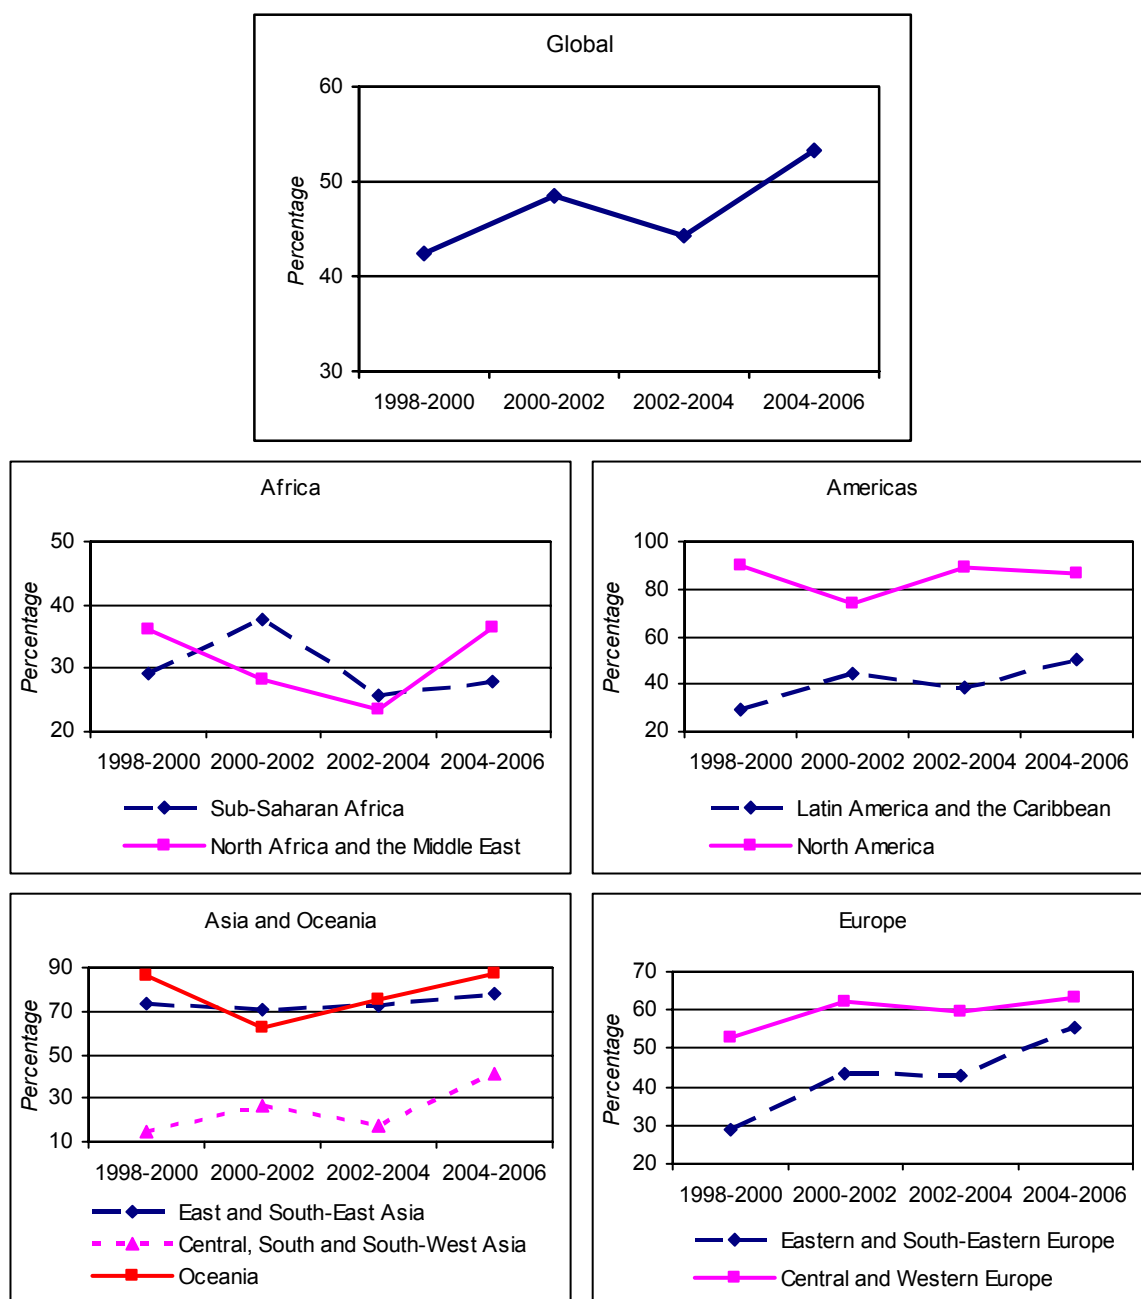 Global
Percentage
60
50
40
30
1998-2000 2000-2002 2002-2004 2004-2006
Africa
Percentage
50
40
30
20
1998-2000 2000-2002 2002-2004 2004-2006
Sub-Saharan Africa
North Africa and the Middle East
Americas
Percentage
100
80
60
40
20
1998-2000 2000-2002 2002-2004 2004-2006
Latin America and the Caribbean
North America
Asia and Oceania
Percentage
90
70
50
30
10
1998-2000 2000-2002 2002-2004 2004-2006
East and South-East Asia
Central, South and South-West Asia
Oceania
Europe
Percentage
70
60
50
40
30
20
1998-2000 2000-2002 2002-2004 2004-2006
Eastern and South-Eastern Europe
Central and Western Europe